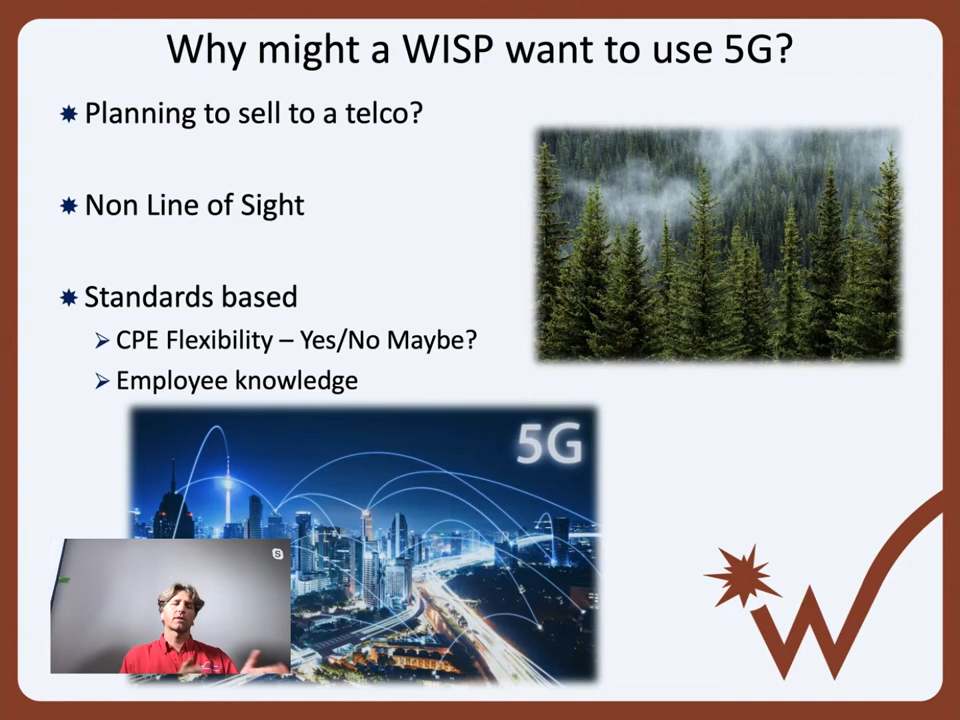 Why might a WISP want to use 5G?
Planning to sell to a telco?
Non Line of Sight
Standards based
CPE Flexibility – Yes/No Maybe?
Employee knowledge
5G